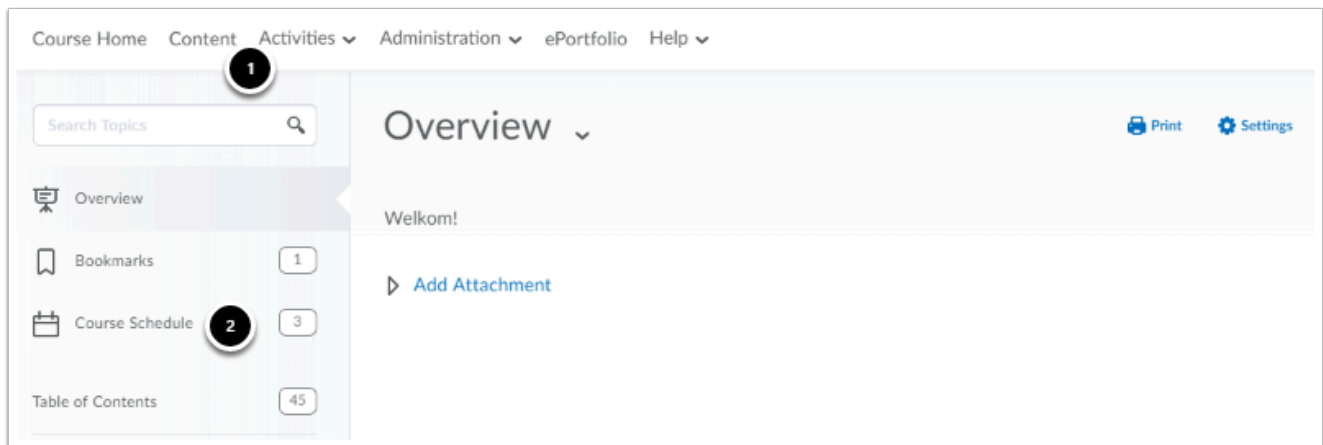 Course Home Content Activities Administration ePortfolio Help
1
Search Topics
Overview
Print Settings
Overview
Welkom!
Bookmarks 1
Add Attachment
Course Schedule 2 3
Table of Contents 45